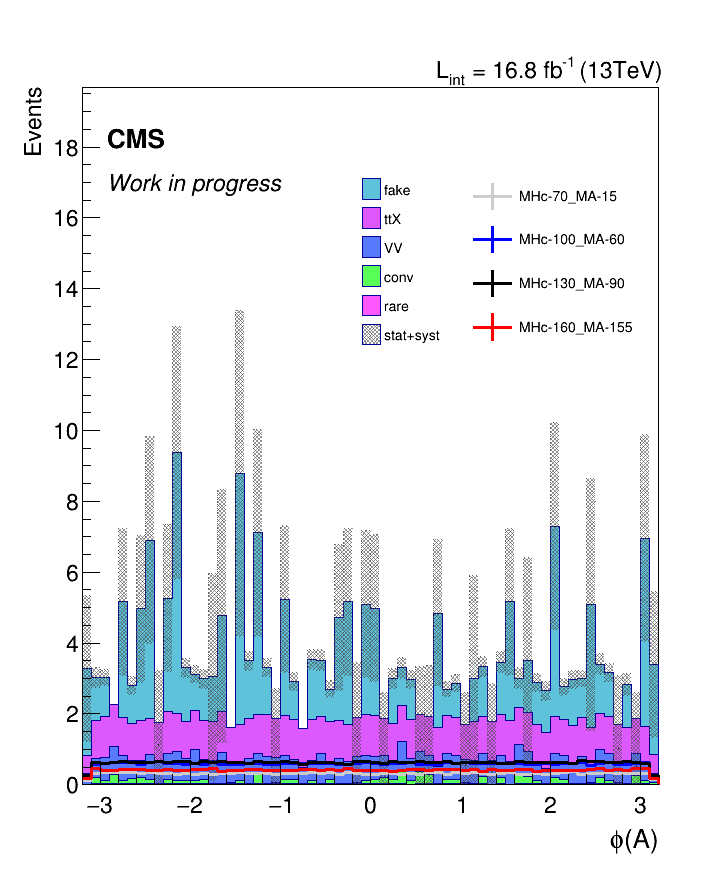 L_int = 16.8 fb^-1 (13TeV)
Events
CMS
Work in progress
fake
ttX
VV
conv
rare
stat+syst
MHc-70_MA-15
MHc-100_MA-60
MHc-130_MA-90
MHc-160_MA-155
18
16
14
12
10
8
6
4
2
0
−3 −2 −1 0 1 2 3
ϕ(A)